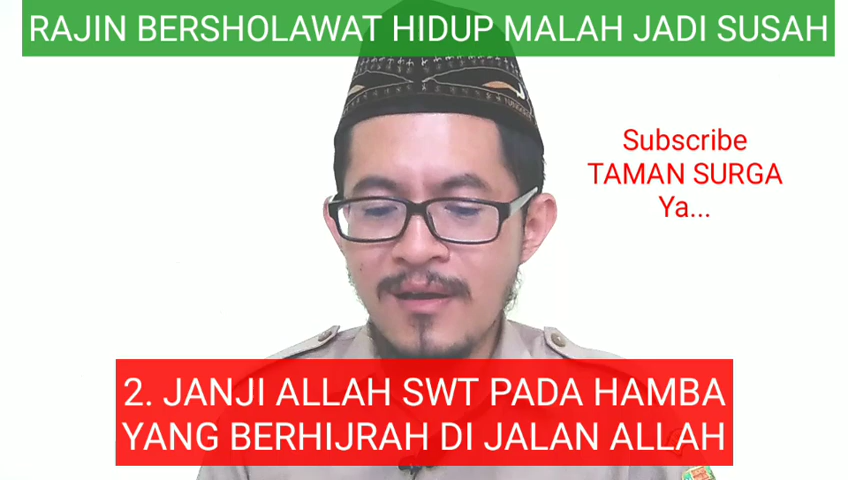 RAJIN BERSHOLAWAT HIDUP MALAH JADI SUSAH
Subscribe
TAMAN SURGA
Ya...
2. JANJI ALLAH SWT PADA HAMBA
YANG BERHIJRAH DI JALAN ALLAH